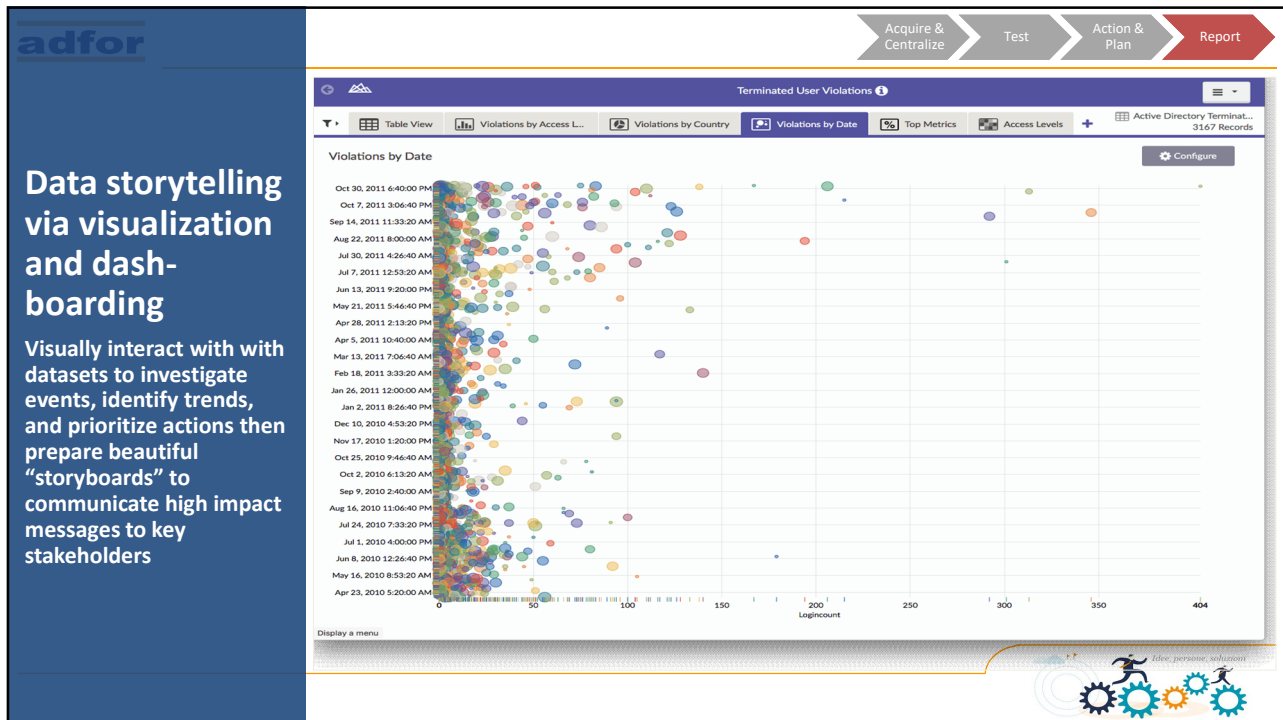 adfor
Acquire &
Centralize
Test
Action &
Plan
Report
Data storytelling
via visualization
and dash-
boarding
Visually interact with with
datasets to investigate
events, identify trends,
and prioritize actions then
prepare beautiful
“storyboards” to
communicate high impact
messages to key
stakeholders
Terminated User Violations
Table View
Violations by Access L...
Violations by Country
Violations by Date
Top Metrics
Access Levels
Active Directory Terminat...
3167 Records
Violations by Date
Configure
Oct 30, 2011 6:40:00 PM
Oct 7, 2011 3:06:40 PM
Sep 14, 2011 11:33:20 AM
Aug 22, 2011 8:00:00 AM
Jul 30, 2011 4:26:40 AM
Jul 7, 2011 12:53:20 AM
Jun 13, 2011 9:20:00 PM
May 21, 2011 5:46:40 PM
Apr 28, 2011 2:13:20 PM
Apr 5, 2011 10:40:00 AM
Mar 13, 2011 7:06:40 AM
Feb 18, 2011 3:33:20 AM
Jan 26, 2011 12:00:00 AM
Jan 2, 2011 8:26:40 PM
Dec 10, 2010 4:53:20 PM
Nov 17, 2010 1:20:00 PM
Oct 25, 2010 9:46:40 AM
Oct 2, 2010 6:13:20 AM
Sep 9, 2010 2:40:00 AM
Aug 16, 2010 11:06:40 PM
Jul 24, 2010 7:33:20 PM
Jul 1, 2010 4:00:00 PM
Jun 8, 2010 12:26:40 PM
May 16, 2010 8:53:20 AM
Apr 23, 2010 5:20:00 AM
0 50 100 150 200 250 300 350 404
Logincount
Display a menu
Idee, persone, soluzioni